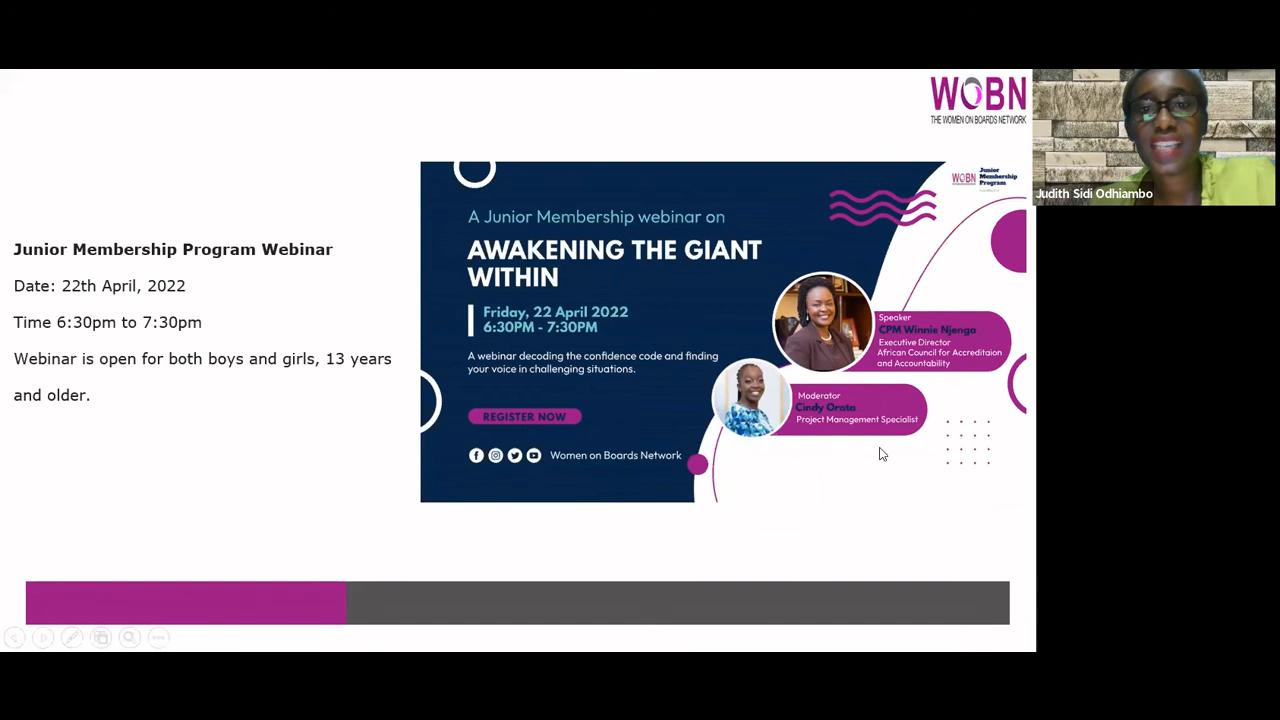 WOBN
THE WOMEN ON BOARDS NETWORK
Judith Sidi Odhiambo
Junior Membership Program Webinar
Date: 22th April, 2022
Time 6:30pm to 7:30pm
Webinar is open for both boys and girls, 13 years
and older.
WOBN
Junior
Membership
Program
A Junior Membership webinar on
AWAKENING THE GIANT
WITHIN
Friday, 22 April 2022
6:30PM - 7:30PM
A webinar decoding the confidence code and finding
your voice in challenging situations.
REGISTER NOW
Women on Boards Network
Speaker
CPM Winnie Njenga
Executive Director
African Council for Accreditaion
and Accountability
Moderator
Cindy Orata
Project Management Specialist